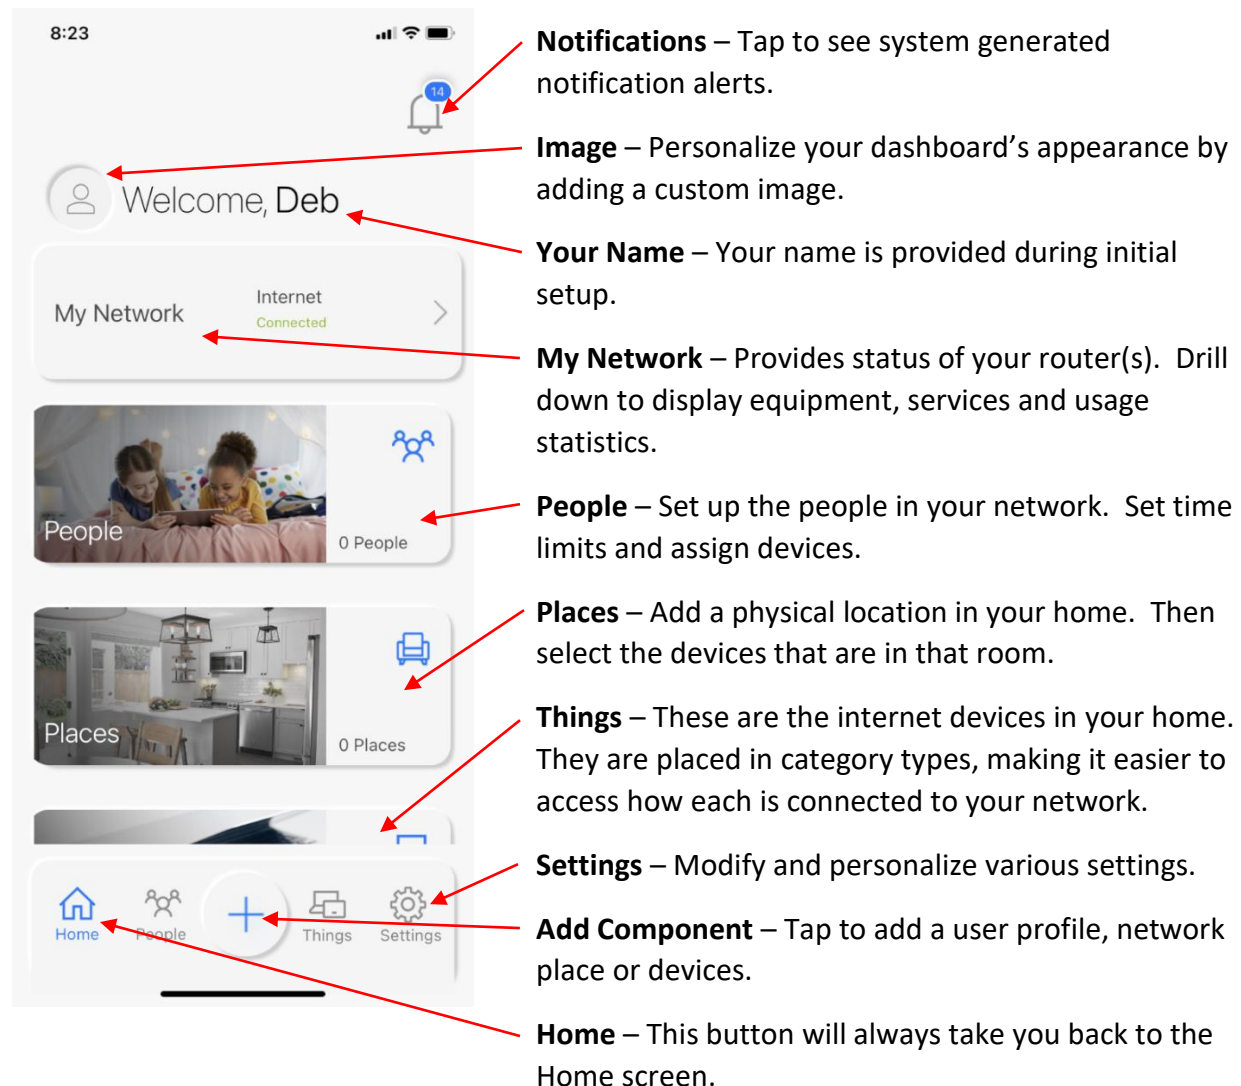 8:23
14
Welcome, Deb
My Network
Internet
Connected
People
0 People
Places
0 Places
Home
People
Things
Settings
Notifications – Tap to see system generated
notification alerts.
Image – Personalize your dashboard’s appearance by
adding a custom image.
Your Name – Your name is provided during initial
setup.
My Network – Provides status of your router(s).  Drill
down to display equipment, services and usage
statistics.
People – Set up the people in your network.  Set time
limits and assign devices.
Places – Add a physical location in your home.  Then
select the devices that are in that room.
Things – These are the internet devices in your home.
They are placed in category types, making it easier to
access how each is connected to your network.
Settings – Modify and personalize various settings.
Add Component – Tap to add a user profile, network
place or devices.
Home – This button will always take you back to the
Home screen.